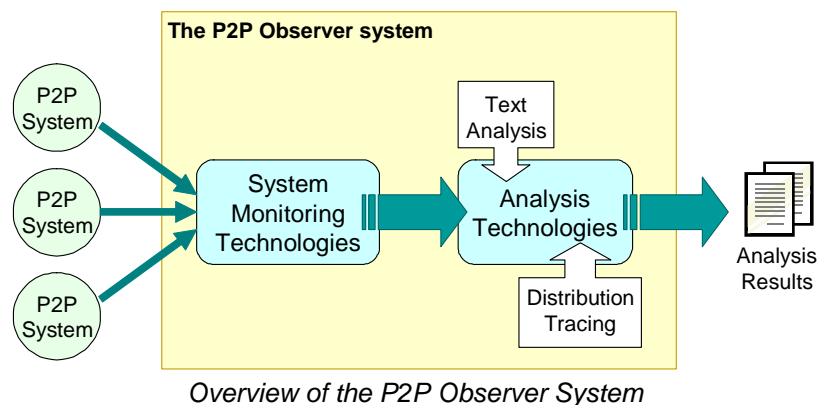 The P2P Observer system
P2P
System
P2P
System
P2P
System
System
Monitoring
Technologies
Text
Analysis
Analysis
Technologies
Distribution
Tracing
Analysis
Results
Overview of the P2P Observer System